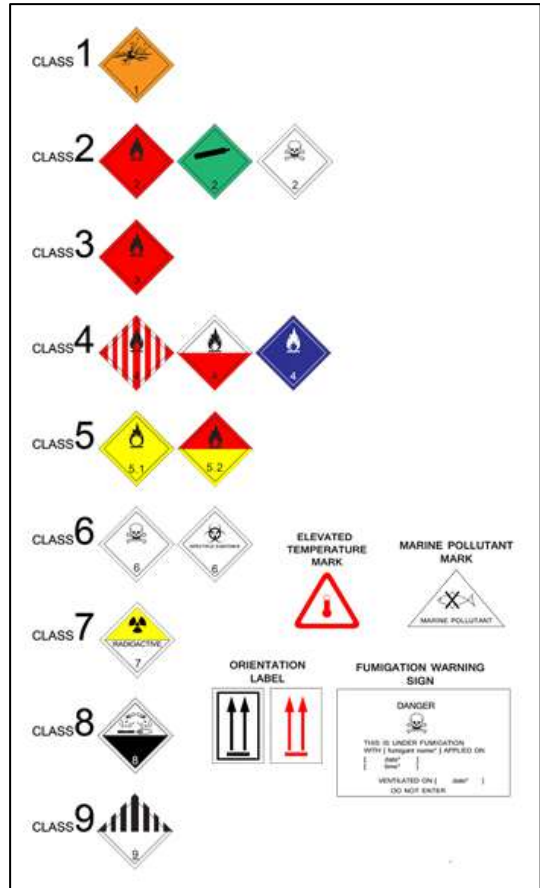 CLASS 1
1
CLASS 2
2
2
2
CLASS 3
3
CLASS 4
4
4
4
CLASS 5
5.1
5.2
CLASS 6
6
INFECTIOUS SUBSTANCE
6
ELEVATED
TEMPERATURE
MARK
MARINE POLLUTANT
MARK
MARINE POLLUTANT
CLASS 7
RADIOACTIVE
7
ORIENTATION
LABEL
FUMIGATION WARNING
SIGN
DANGER
THIS IS UNDER FUMIGATION
WITH [ fumigant name* ] APPLIED ON
[ date* ]
[ time* ]
VENTILATED ON [ date* ]
DO NOT ENTER
CLASS 8
8
CLASS 9
9